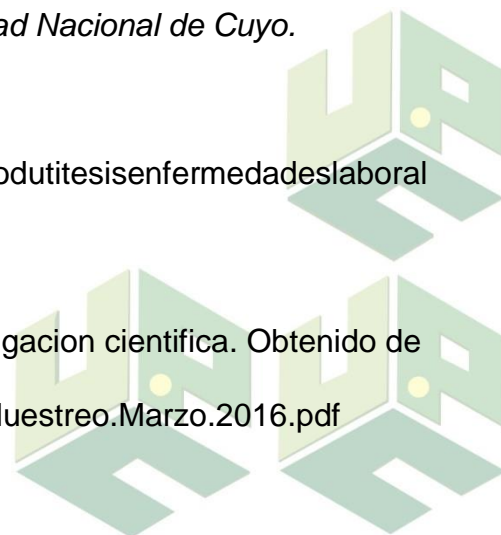 ad Nacional de Cuyo.
odutitesisenfermedadeslaboral
gacion cientifica. Obtenido de
luestreo.Marzo.2016.pdf